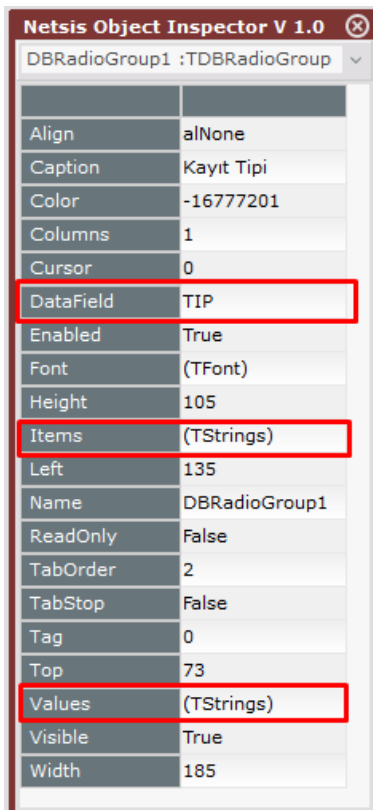 Netsis Object Inspector V 1.0
DBRadioGroup1 :TDBRadioGroup
Align alNone
Caption Kayıt Tipi
Color -16777201
Columns 1
Cursor 0
DataField TIP
Enabled True
Font (TFont)
Height 105
Items (TStrings)
Left 135
Name DBRadioGroup1
ReadOnly False
TabOrder 2
TabStop False
Tag 0
Top 73
Values (TStrings)
Visible True
Width 185